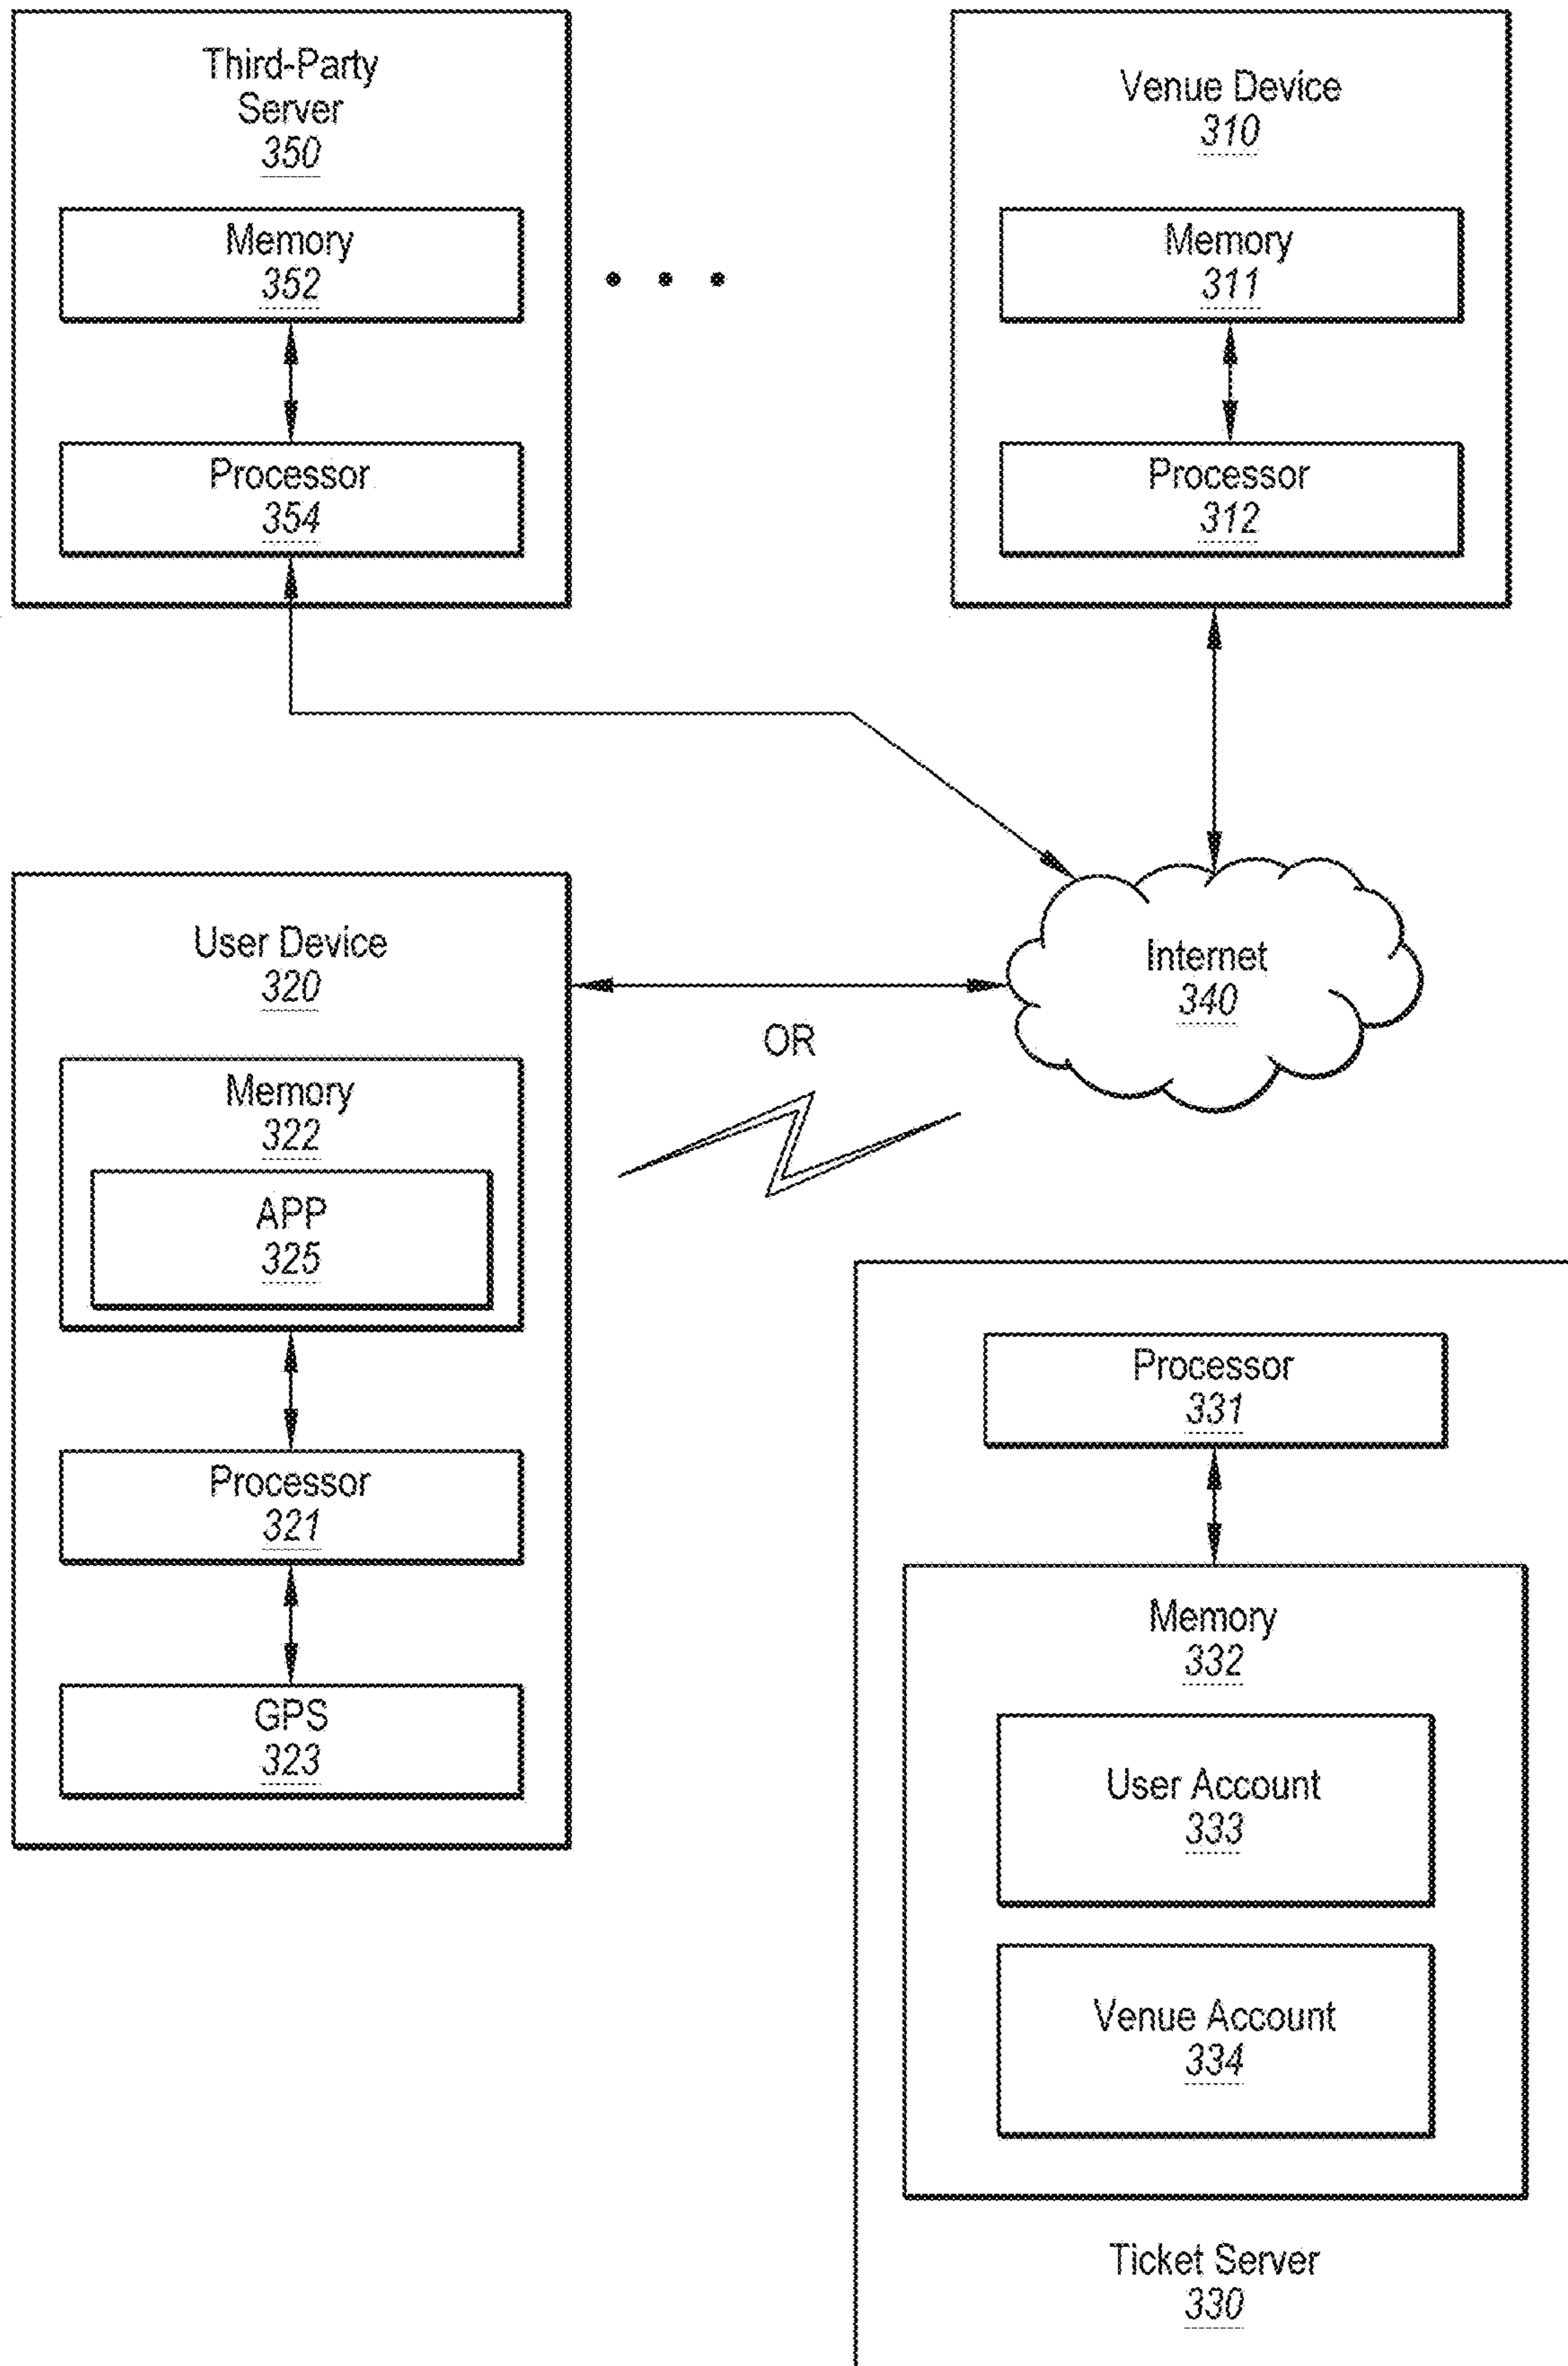 Third-Party
Server
350
Memory
352
Processor
354
Venue Device
310
Memory
311
Processor
312
User Device
320
Memory
322
APP
325
Processor
321
GPS
323
OR
Internet
340
Processor
331
Memory
332
User Account
333
Venue Account
334
Ticket Server
330